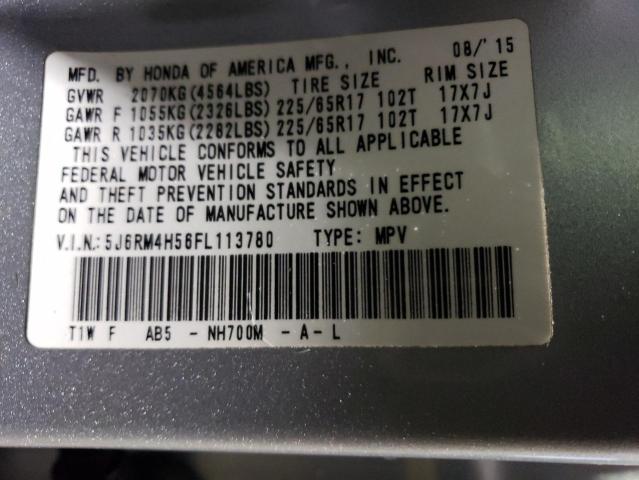 MFD. BY HONDA OF AMERICA MFG., INC. 08/'15
GVWR 2070KG(4564LBS) TIRE SIZE RIM SIZE
GAWR F 1055KG(2326LBS) 225/65R17 102T 17X7J
GAWR R 1035KG(2282LBS) 225/65R17 102T 17X7J
THIS VEHICLE CONFORMS TO ALL APPLICABLE
FEDERAL MOTOR VEHICLE SAFETY
AND THEFT PREVENTION STANDARDS IN EFFECT
ON THE DATE OF MANUFACTURE SHOWN ABOVE.
V.I.N.: 5J6RM4H56FL113780 TYPE: MPV
T1W F AB5 - NH700M - A - L